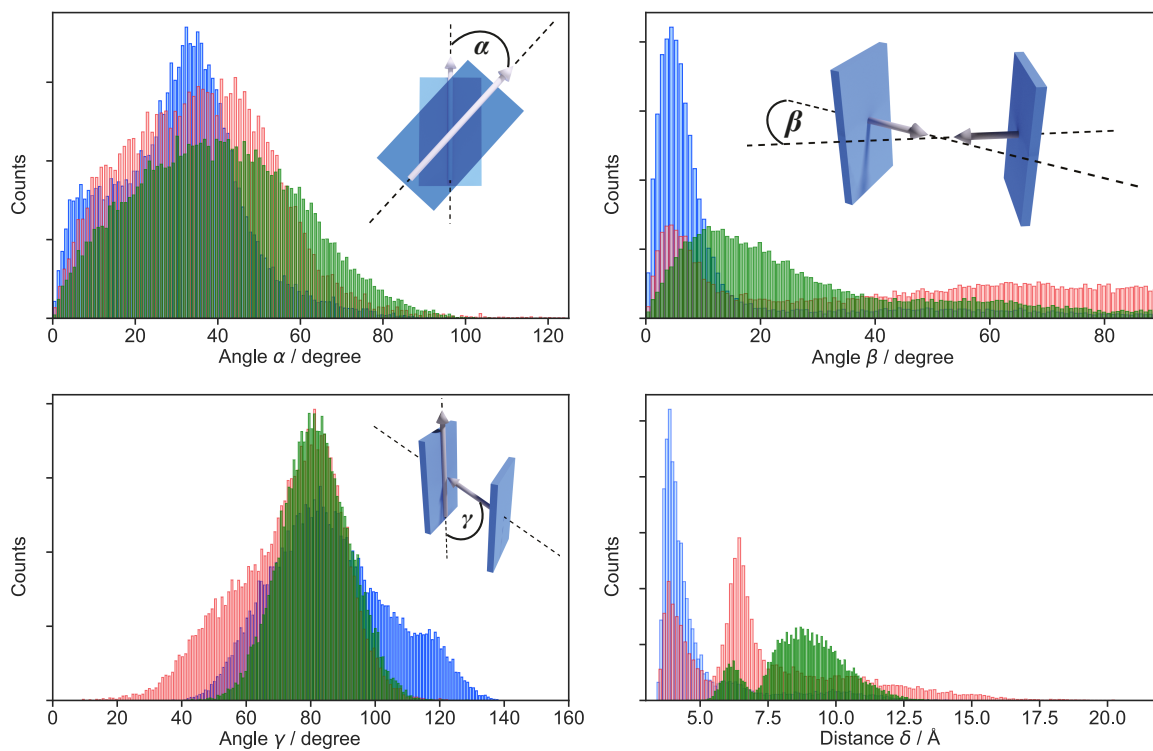 Counts
α
0 20 40 60 80 100 120
Angle α / degree
Counts
β
0 20 40 60 80
Angle β / degree
Counts
γ
0 20 40 60 80 100 120 140 160
Angle γ / degree
Counts
5.0 7.5 10.0 12.5 15.0 17.5 20.0
Distance δ / Å